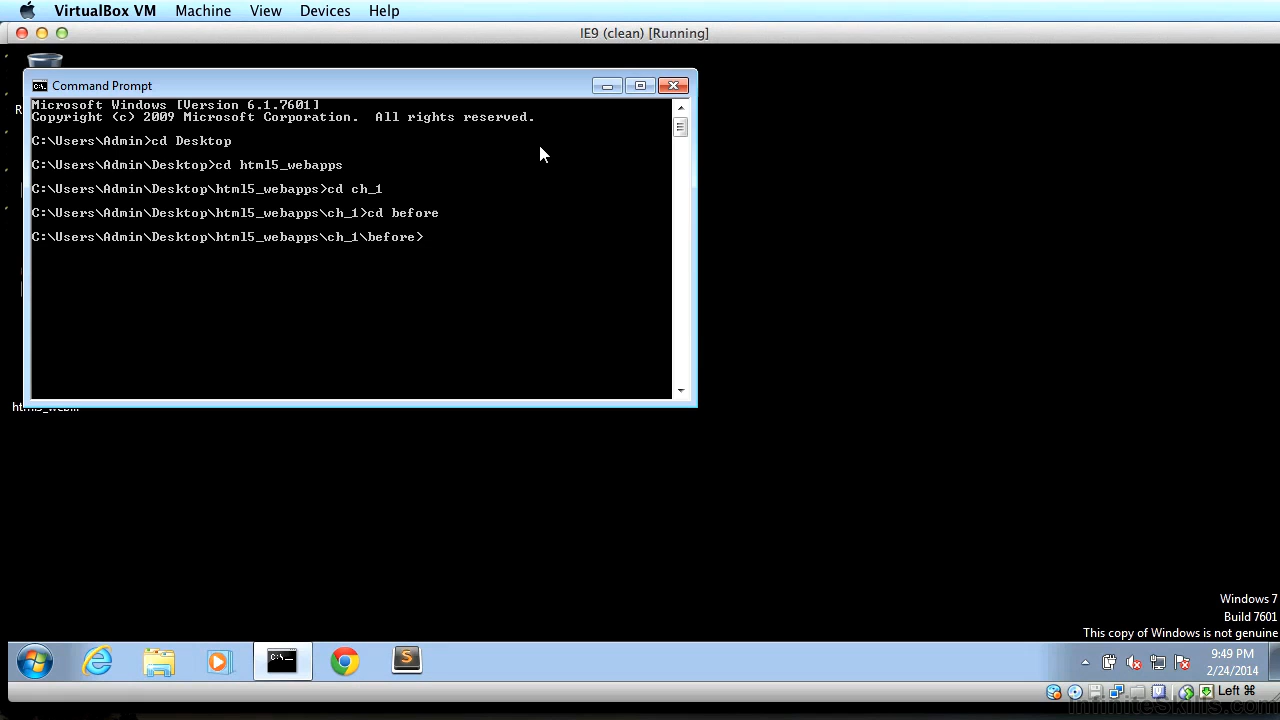 VirtualBox VM Machine View Devices Help
IE9 (clean) [Running]
Command Prompt
Microsoft Windows [Version 6.1.7601]
Copyright (c) 2009 Microsoft Corporation. All rights reserved.
C:\Users\Admin>cd Desktop
C:\Users\Admin\Desktop>cd html5_webapps
C:\Users\Admin\Desktop\html5_webapps>cd ch_1
C:\Users\Admin\Desktop\html5_webapps\ch_1>cd before
C:\Users\Admin\Desktop\html5_webapps\ch_1\before>
Windows 7
Build 7601
This copy of Windows is not genuine
9:49 PM
2/24/2014
Left ⌘
InfiniteSkills.com